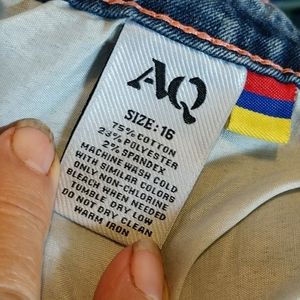 AQ
SIZE: 16
75% COTTON
23% POLYESTER
2% SPANDEX
MACHINE WASH COLD
WITH SIMILAR COLORS
ONLY NON-CHLORINE
BLEACH WHEN NEEDED
TUMBLE DRY LOW
DO NOT DRY CLEAN
WARM IRON